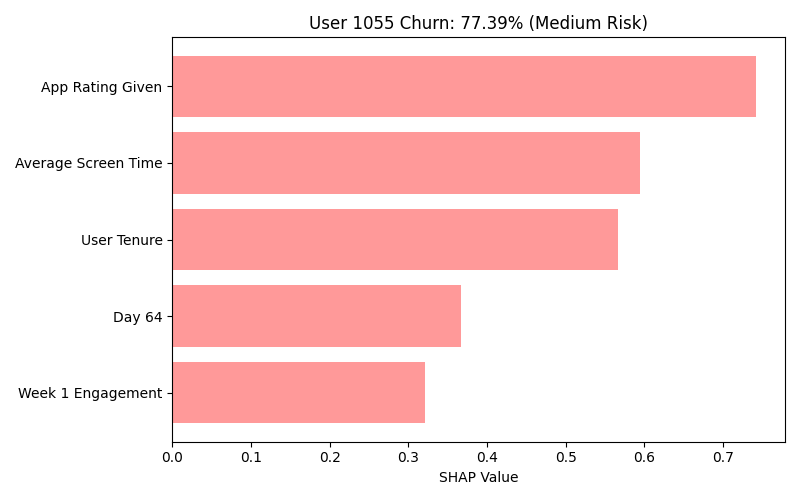 User 1055 Churn: 77.39% (Medium Risk)
App Rating Given
Average Screen Time
User Tenure
Day 64
Week 1 Engagement
0.0 0.1 0.2 0.3 0.4 0.5 0.6 0.7
SHAP Value